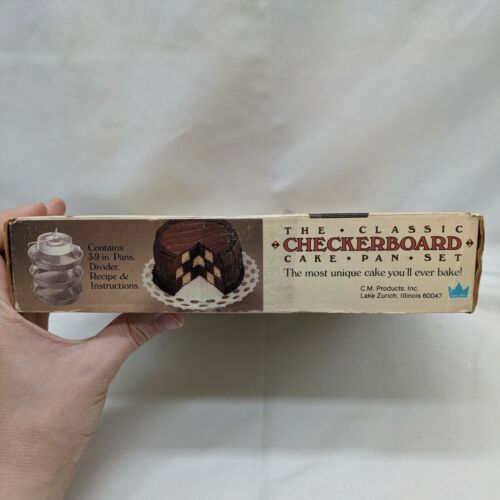 Contains:
3-9 in. Pans,
Divider,
Recipe &
Instructions.
THE • CLASSIC
CHECKERBOARD
CAKE • PAN • SET
The most unique cake you'll ever bake!
C.M. Products, Inc.
Lake Zurich, Illinois 60047